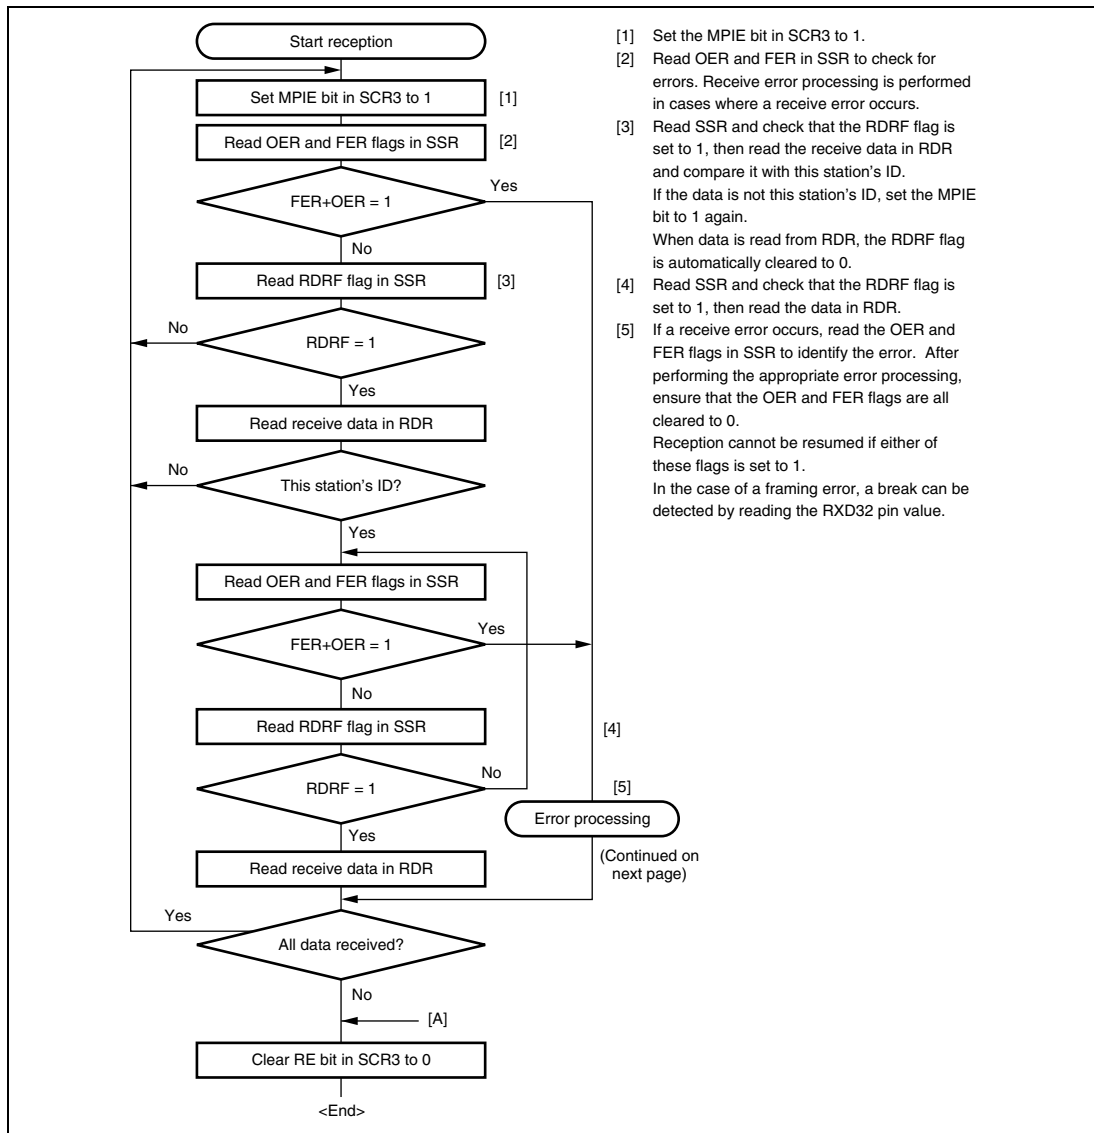 Start reception
Set MPIE bit in SCR3 to 1
[1]
Read OER and FER flags in SSR
[2]
FER+OER = 1
Yes
No
Read RDRF flag in SSR
[3]
No
RDRF = 1
Yes
Read receive data in RDR
No
This station's ID?
Yes
Read OER and FER flags in SSR
Yes
FER+OER = 1
No
Read RDRF flag in SSR
[4]
No
RDRF = 1
[5]
Error processing
Yes
(Continued on
next page)
Read receive data in RDR
Yes
All data received?
No
[A]
Clear RE bit in SCR3 to 0
<End>
[1] Set the MPIE bit in SCR3 to 1.
[2] Read OER and FER in SSR to check for
errors. Receive error processing is performed
in cases where a receive error occurs.
[3] Read SSR and check that the RDRF flag is
set to 1, then read the receive data in RDR
and compare it with this station's ID.
If the data is not this station's ID, set the MPIE
bit to 1 again.
When data is read from RDR, the RDRF flag
is automatically cleared to 0.
[4] Read SSR and check that the RDRF flag is
set to 1, then read the data in RDR.
[5] If a receive error occurs, read the OER and
FER flags in SSR to identify the error. After
performing the appropriate error processing,
ensure that the OER and FER flags are all
cleared to 0.
Reception cannot be resumed if either of
these flags is set to 1.
In the case of a framing error, a break can be
detected by reading the RXD32 pin value.